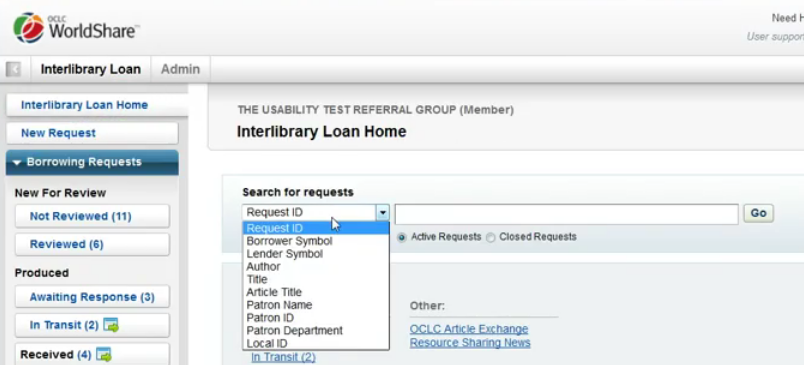 OCLC
WorldShare™
Need H
User suppor
Interlibrary Loan
Admin
Interlibrary Loan Home
New Request
Borrowing Requests
New For Review
Not Reviewed (11)
Reviewed (6)
Produced
Awaiting Response (3)
In Transit (2)
Received (4)
THE USABILITY TEST REFERRAL GROUP (Member)
Interlibrary Loan Home
Search for requests
Request ID
Go
Request ID
Borrower Symbol
Lender Symbol
Author
Title
Article Title
Patron Name
Patron ID
Patron Department
Local ID
Active Requests
Closed Requests
In Transit (2)
Other:
OCLC Article Exchange
Resource Sharing News